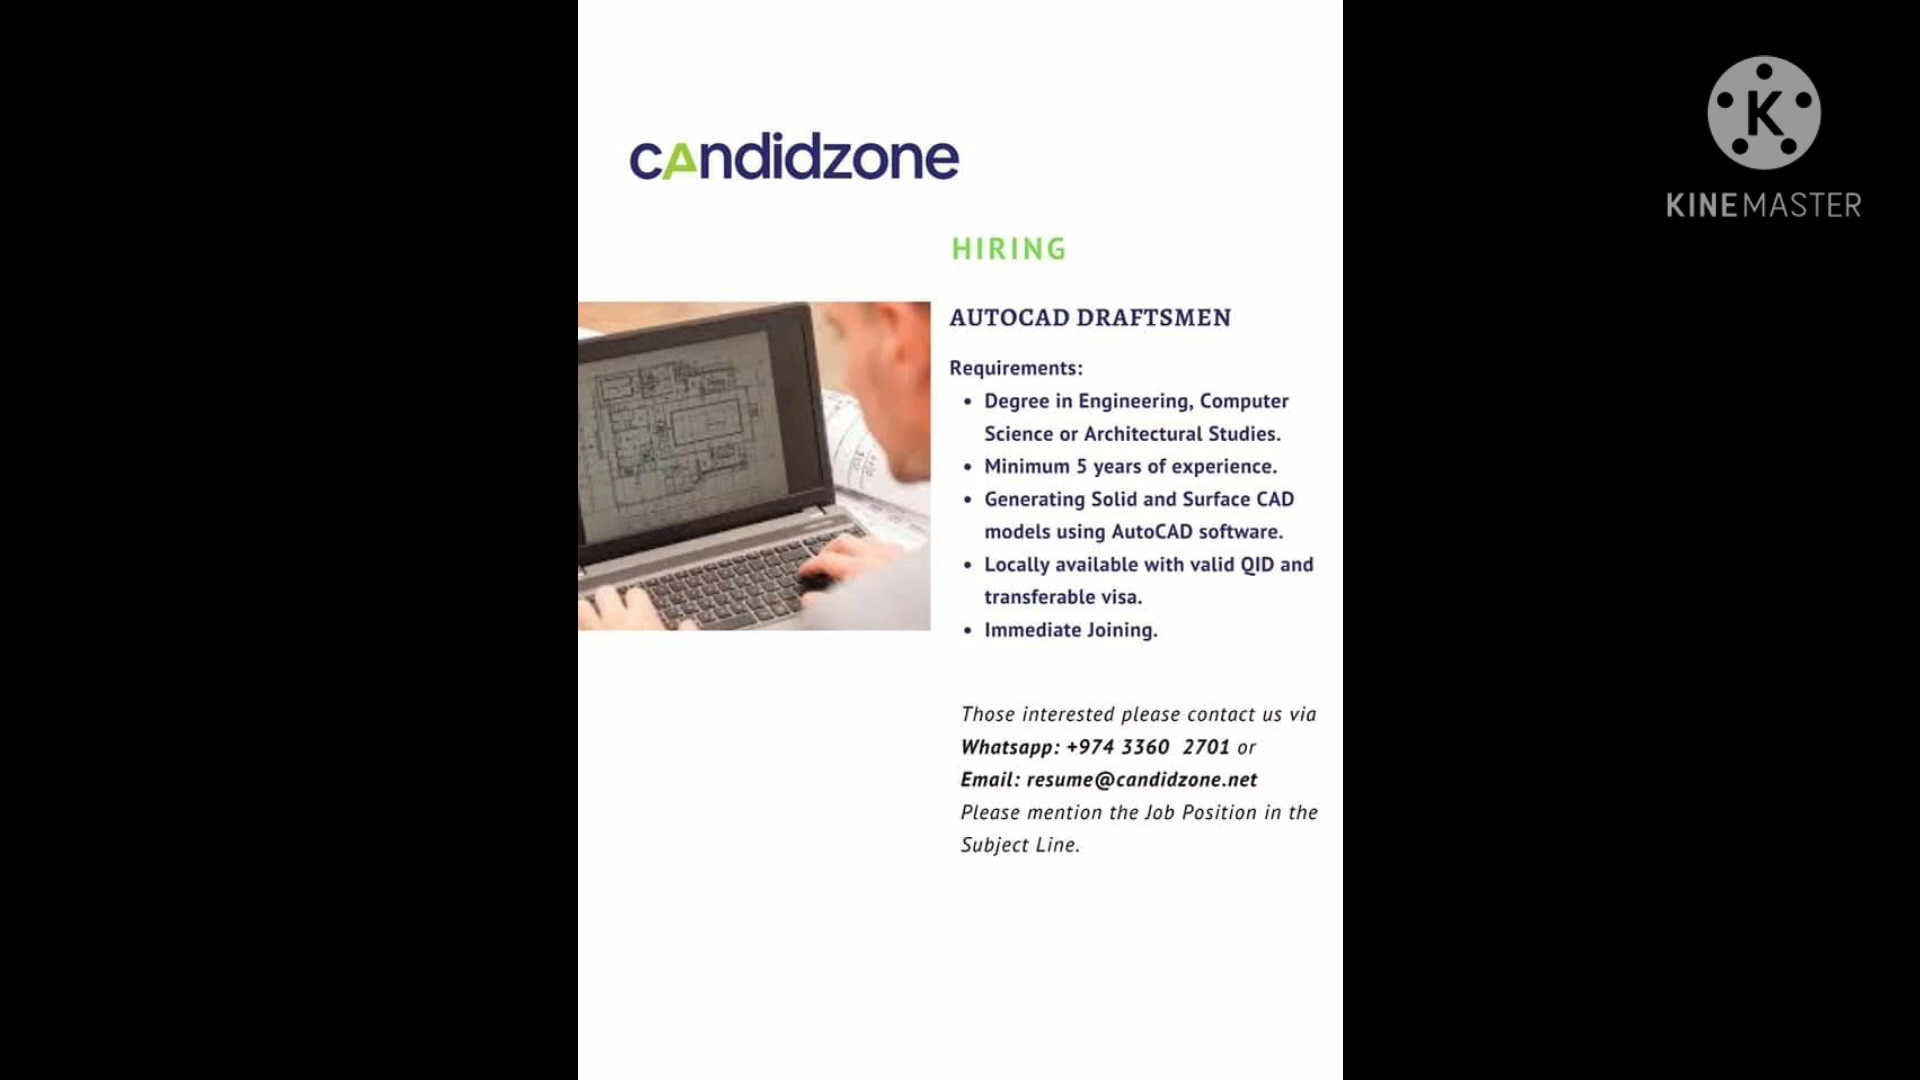 candidzone
KINEMASTER
HIRING
AUTOCAD DRAFTSMEN
Requirements:
• Degree in Engineering, Computer
Science or Architectural Studies.
• Minimum 5 years of experience.
• Generating Solid and Surface CAD
models using AutoCAD software.
• Locally available with valid QID and
transferable visa.
• Immediate Joining.
Those interested please contact us via
Whatsapp: +974 3360 2701 or
Email: resume@candidzone.net
Please mention the Job Position in the
Subject Line.